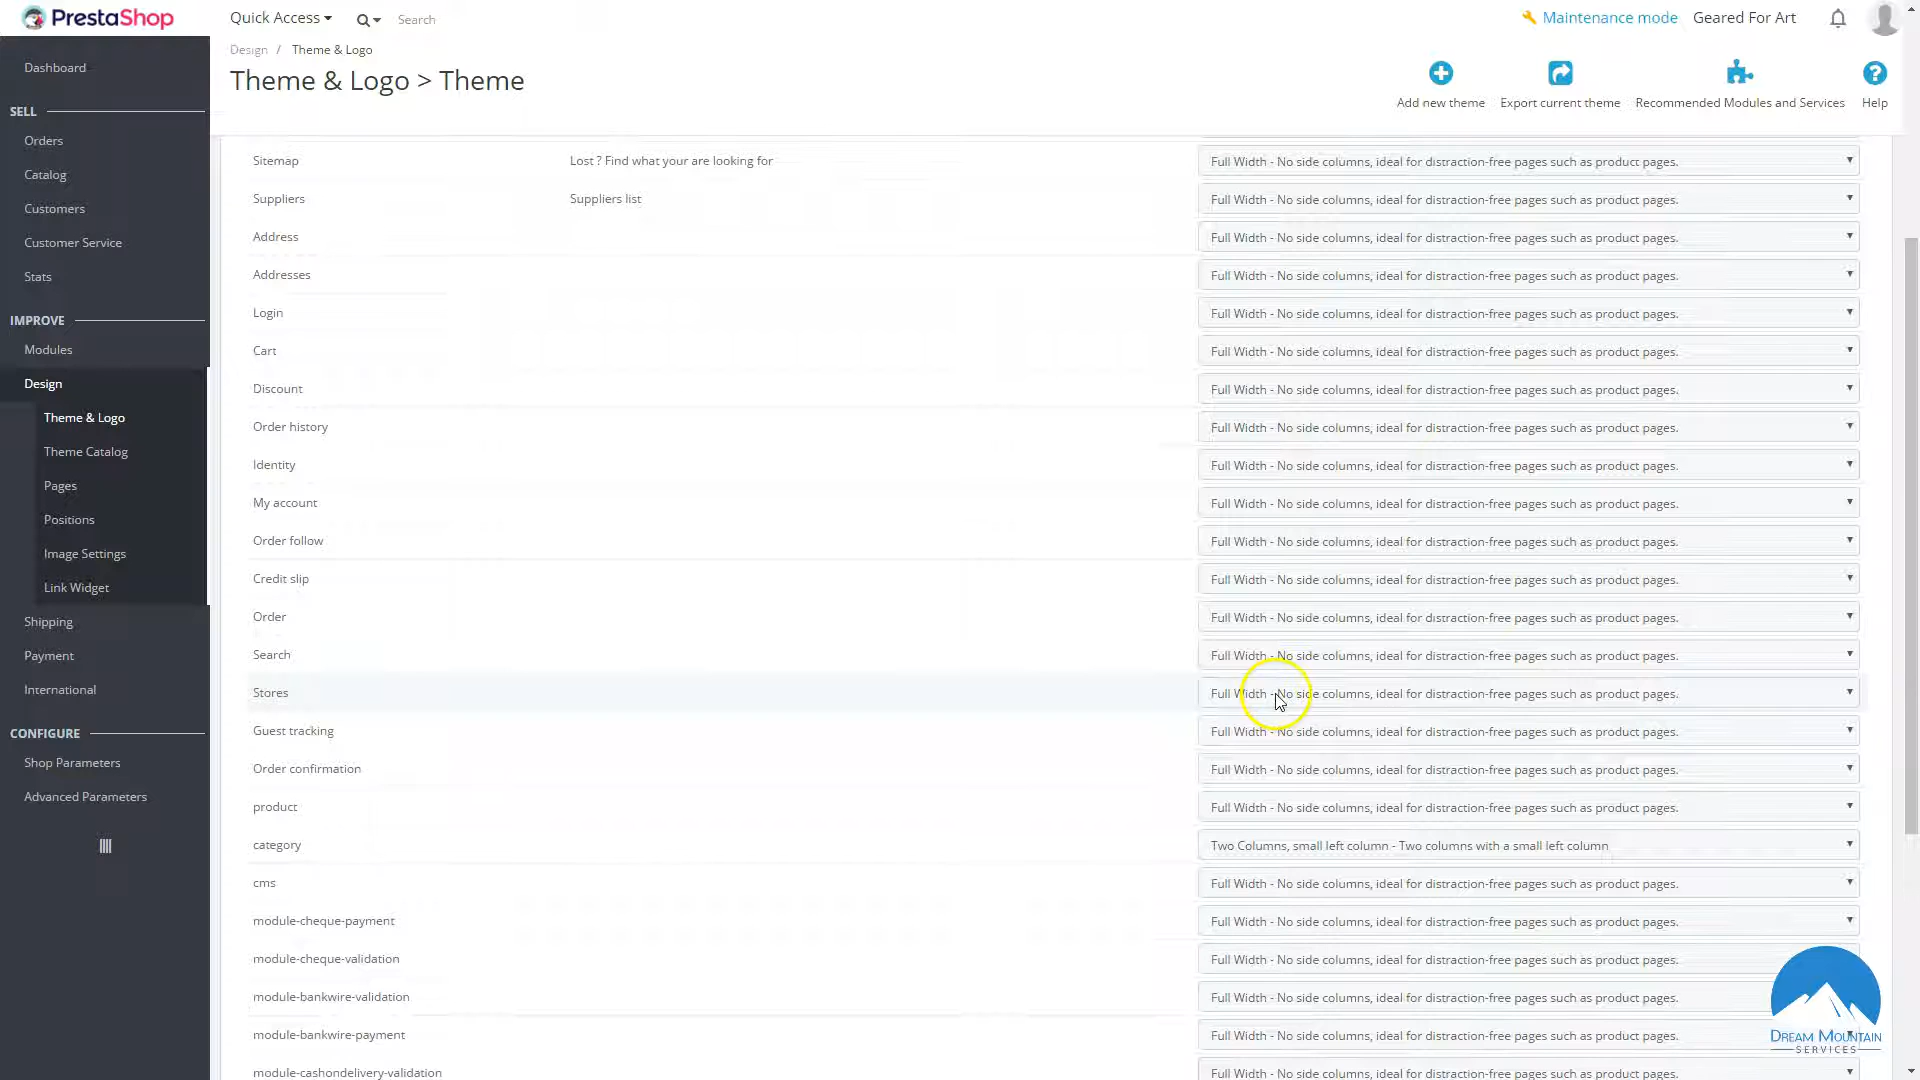 PrestaShop
Quick Access
Search
Maintenance mode
Geared For Art
Design / Theme & Logo
Theme & Logo > Theme
Add new theme
Export current theme
Recommended Modules and Services
Help
Dashboard
SELL
Orders
Catalog
Customers
Customer Service
Stats
IMPROVE
Modules
Design
Theme & Logo
Theme Catalog
Pages
Positions
Image Settings
Link Widget
Shipping
Payment
International
CONFIGURE
Shop Parameters
Advanced Parameters
Sitemap Lost ? Find what your are looking for Full Width - No side columns, ideal for distraction-free pages such as product pages.
Suppliers Suppliers list Full Width - No side columns, ideal for distraction-free pages such as product pages.
Address Full Width - No side columns, ideal for distraction-free pages such as product pages.
Addresses Full Width - No side columns, ideal for distraction-free pages such as product pages.
Login Full Width - No side columns, ideal for distraction-free pages such as product pages.
Cart Full Width - No side columns, ideal for distraction-free pages such as product pages.
Discount Full Width - No side columns, ideal for distraction-free pages such as product pages.
Order history Full Width - No side columns, ideal for distraction-free pages such as product pages.
Identity Full Width - No side columns, ideal for distraction-free pages such as product pages.
My account Full Width - No side columns, ideal for distraction-free pages such as product pages.
Order follow Full Width - No side columns, ideal for distraction-free pages such as product pages.
Credit slip Full Width - No side columns, ideal for distraction-free pages such as product pages.
Order Full Width - No side columns, ideal for distraction-free pages such as product pages.
Search Full Width - No side columns, ideal for distraction-free pages such as product pages.
Stores Full Width - No side columns, ideal for distraction-free pages such as product pages.
Guest tracking Full Width - No side columns, ideal for distraction-free pages such as product pages.
Order confirmation Full Width - No side columns, ideal for distraction-free pages such as product pages.
product Full Width - No side columns, ideal for distraction-free pages such as product pages.
category Two Columns, small left column - Two columns with a small left column
cms Full Width - No side columns, ideal for distraction-free pages such as product pages.
module-cheque-payment Full Width - No side columns, ideal for distraction-free pages such as product pages.
module-cheque-validation Full Width - No side columns, ideal for distraction-free pages such as product pages.
module-bankwire-validation Full Width - No side columns, ideal for distraction-free pages such as product pages.
module-bankwire-payment Full Width - No side columns, ideal for distraction-free pages such as product pages.
module-cashondelivery-validation Full Width - No side columns, ideal for distraction-free pages such as product pages.
DREAM MOUNTAIN
SERVICES